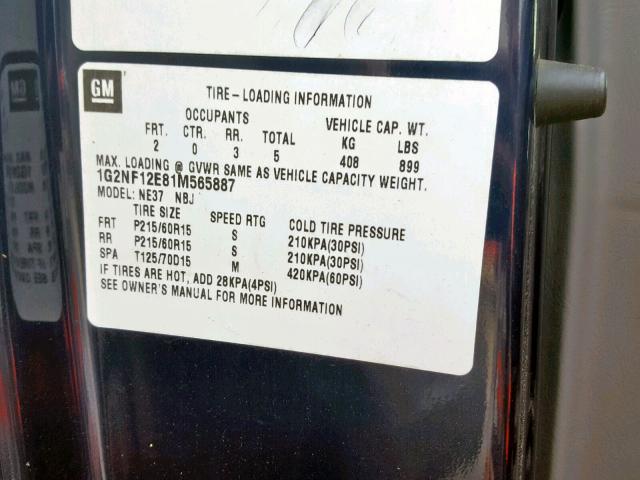 GM
TIRE-LOADING INFORMATION
OCCUPANTS VEHICLE CAP. WT.
FRT. CTR. RR. TOTAL KG LBS
2 0 3 5 408 899
MAX. LOADING @ GVWR SAME AS VEHICLE CAPACITY WEIGHT.
1G2NF12E81M565887
MODEL: NE37 NBJ
TIRE SIZE SPEED RTG COLD TIRE PRESSURE
FRT P215/60R15 S 210KPA(30PSI)
RR P215/60R15 S 210KPA(30PSI)
SPA T125/70D15 M 420KPA(60PSI)
IF TIRES ARE HOT, ADD 28KPA(4PSI)
SEE OWNER'S MANUAL FOR MORE INFORMATION